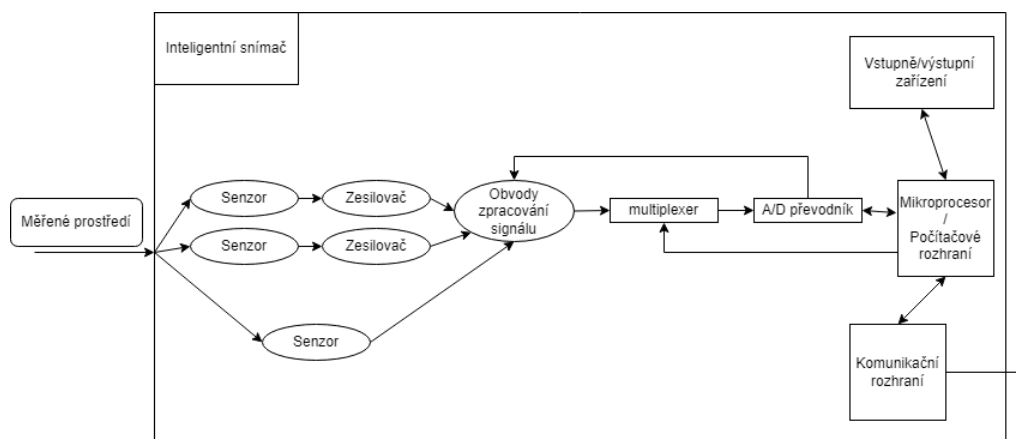 Inteligentní snímač
Vstupně/výstupní
zařízení
Měřené prostředí
Senzor
Zesilovač
Senzor
Zesilovač
Senzor
Obvody
zpracování
signálu
multiplexer
A/D převodník
Mikroprocesor
/
Počítačové
rozhraní
Komunikační
rozhraní